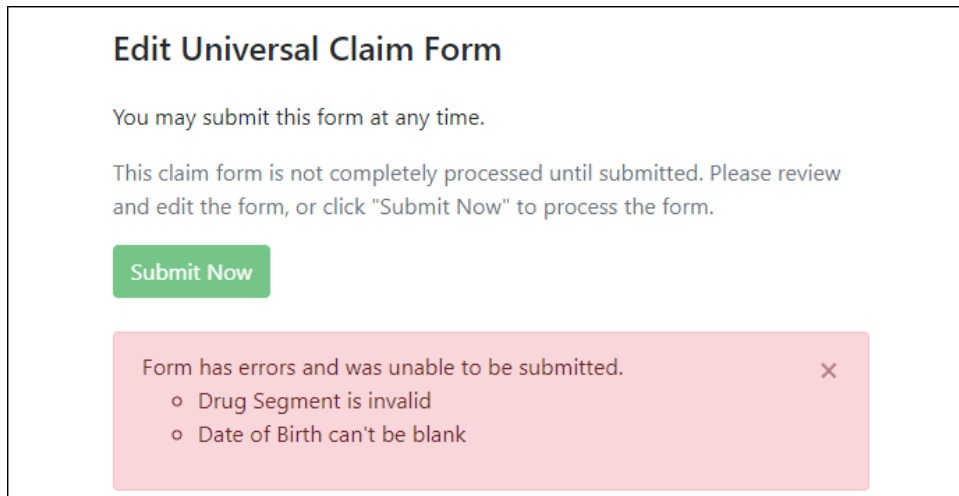 Edit Universal Claim Form
You may submit this form at any time.
This claim form is not completely processed until submitted. Please review
and edit the form, or click "Submit Now" to process the form.
Submit Now
Form has errors and was unable to be submitted.
×
Drug Segment is invalid
Date of Birth can't be blank